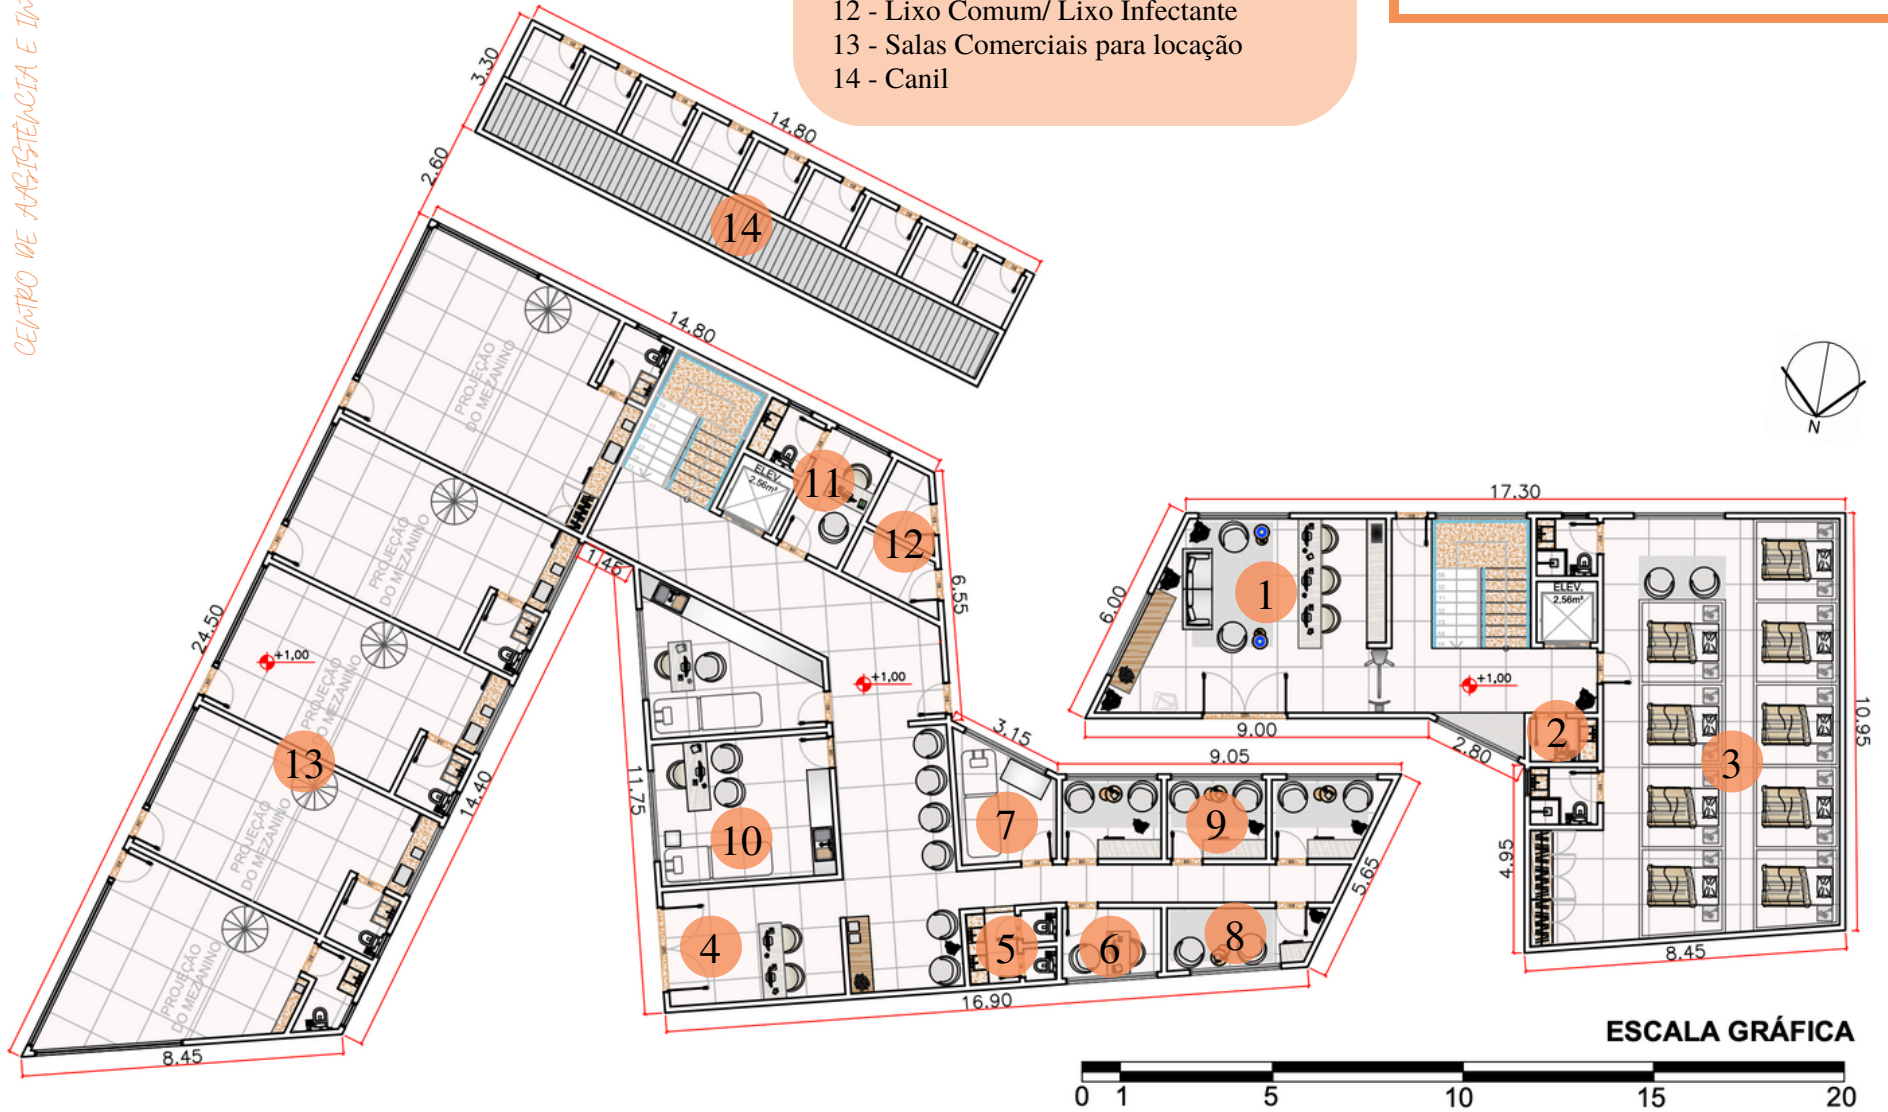 CENTRO DE AASISTÊNCIA E
12 - Lixo Comum/ Lixo Infectante
13 - Salas Comerciais para locação
14 - Canil
3.30
14.80
2.60
14
14.80
PROJEÇÃO
DO MEZANINO
ELEV.
2,56m²
11
12
1.45
6.55
PROJEÇÃO
DO MEZANINO
24.50
+1,00
PROJEÇÃO
DO MEZANINO
13
14.40
PROJEÇÃO
DO MEZANINO
PROJEÇÃO
DO MEZANINO
8.45
+1,00
11.75
3.15
10
7
9
9.05
4
5
6
8
5.65
16.90
17.30
6.00
1
ELEV.
2,56m²
+1,00
9.00
2.80
2
3
10.95
4.95
8.45
N
ESCALA GRÁFICA
0 1 5 10 15 20